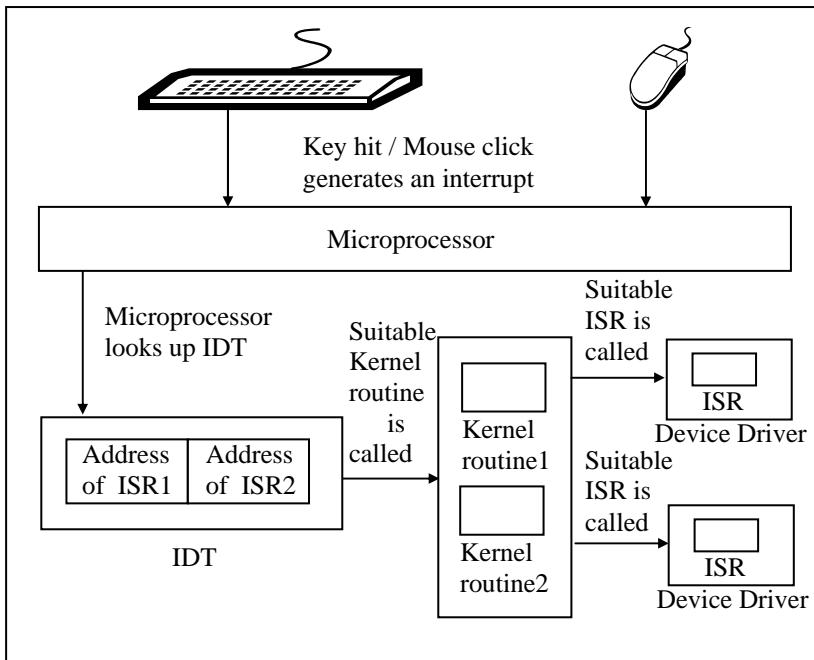 Key hit / Mouse click
generates an interrupt
Microprocessor
Microprocessor
looks up IDT
Suitable
Kernel
routine
is
called
Suitable
ISR is
called
Address
of ISR1
Address
of ISR2
IDT
Kernel
routine1
Kernel
routine2
ISR
Device Driver
Suitable
ISR is
called
ISR
Device Driver